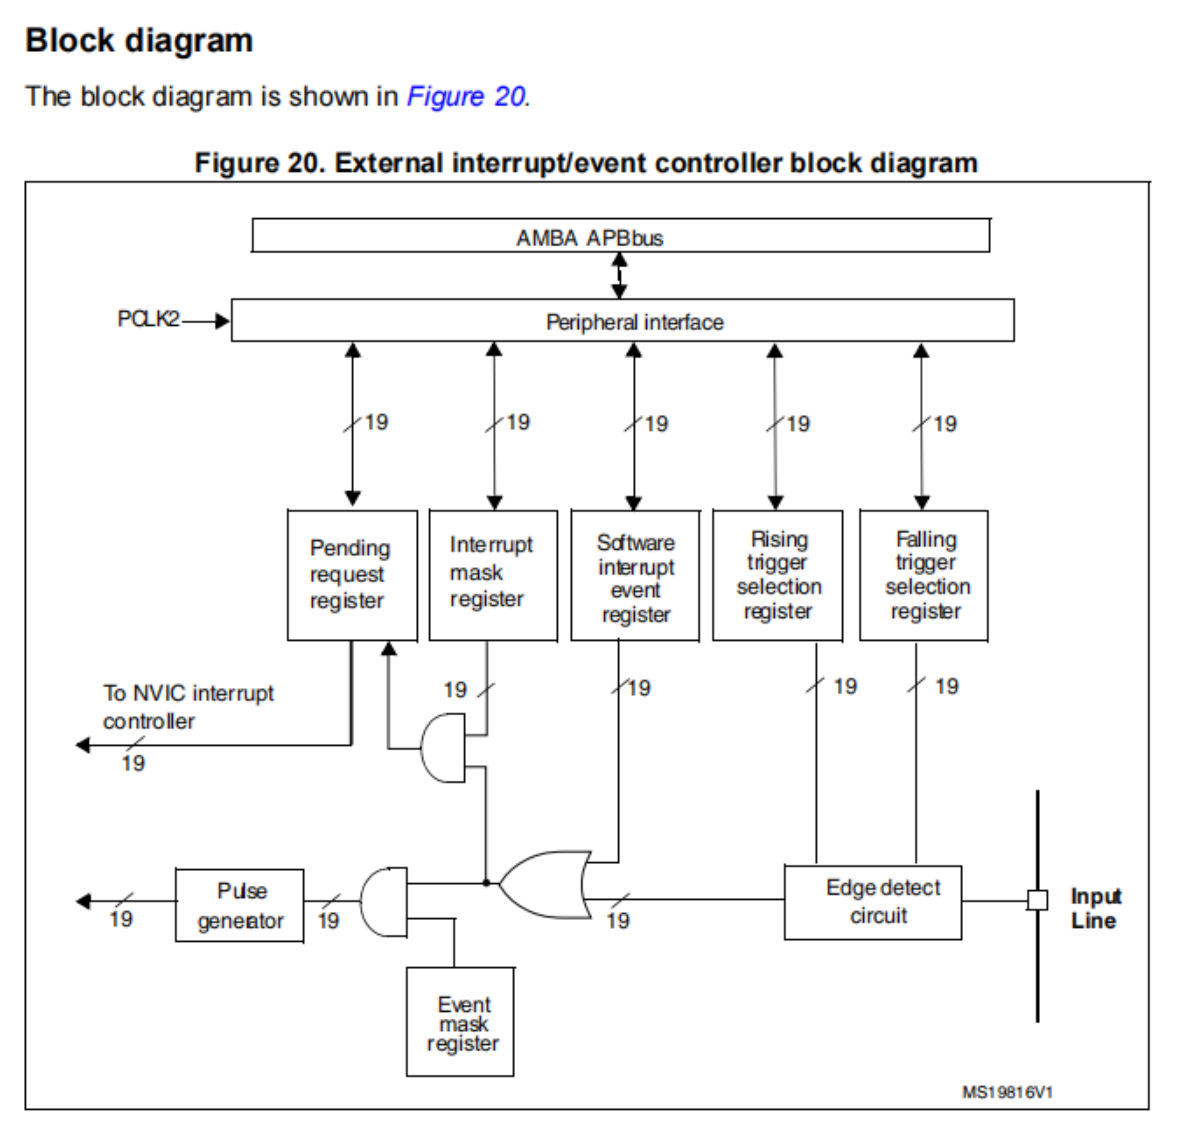 Block diagram
The block diagram is shown in Figure 20.
Figure 20. External interrupt/event controller block diagram
AMBA APB bus
PCLK2
Peripheral interface
19
19
19
19
19
Pending
request
register
Interrupt
mask
register
Software
interrupt
event
register
Rising
trigger
selection
register
Falling
trigger
selection
register
To NVIC interrupt
controller
19
19
19
19
19
19
Pulse
generator
19
19
Edge detect
circuit
Input
Line
Event
mask
register
MS19816V1